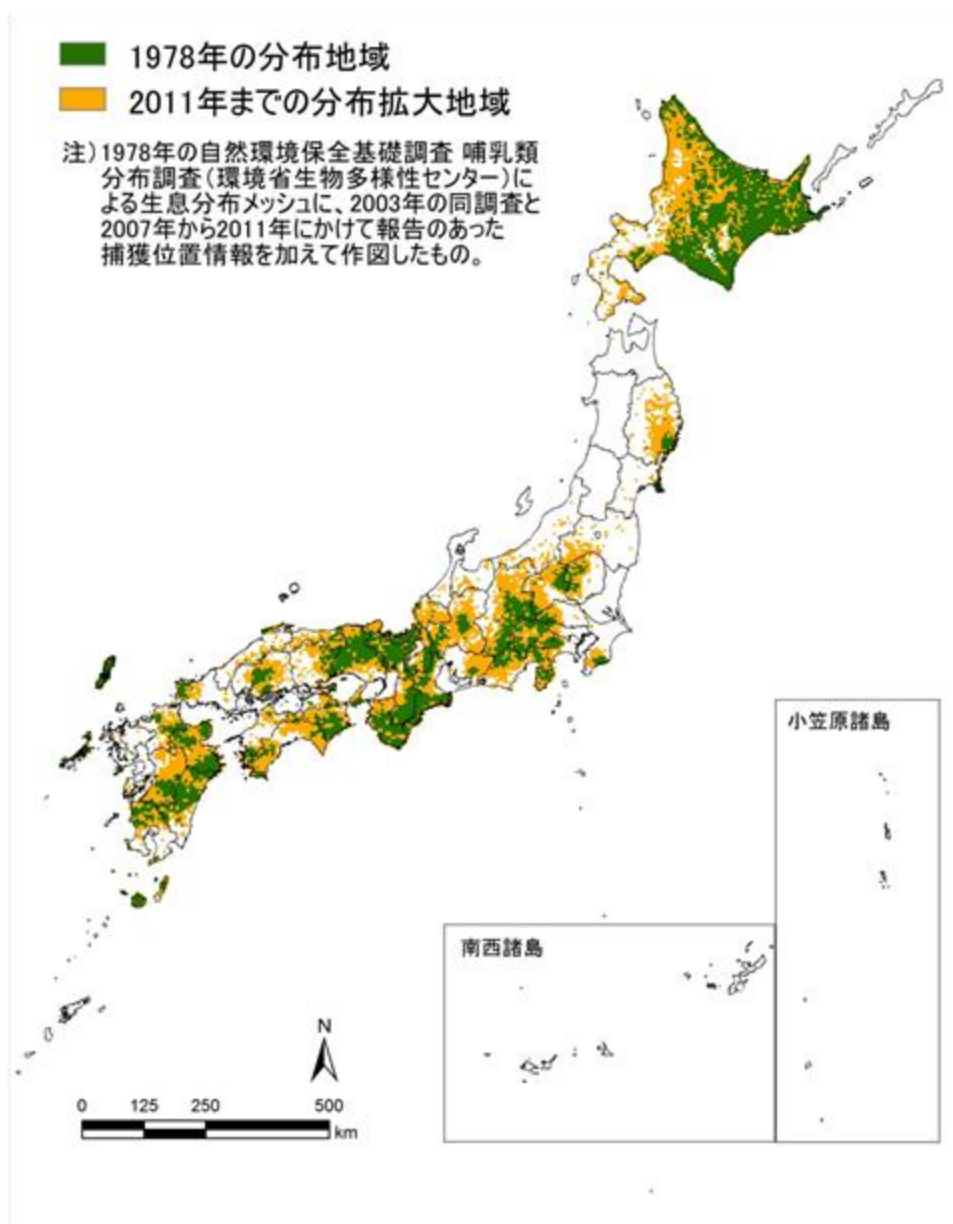 1978年の分布地域
2011年までの分布拡大地域
注)1978年の自然環境保全基礎調査 哺乳類
分布調査(環境省生物多様性センター)に
よる生息分布メッシュに、2003年の同調査と
2007年から2011年にかけて報告のあった
捕獲位置情報を加えて作図したもの。
小笠原諸島
南西諸島
N
0 125 250 500
km